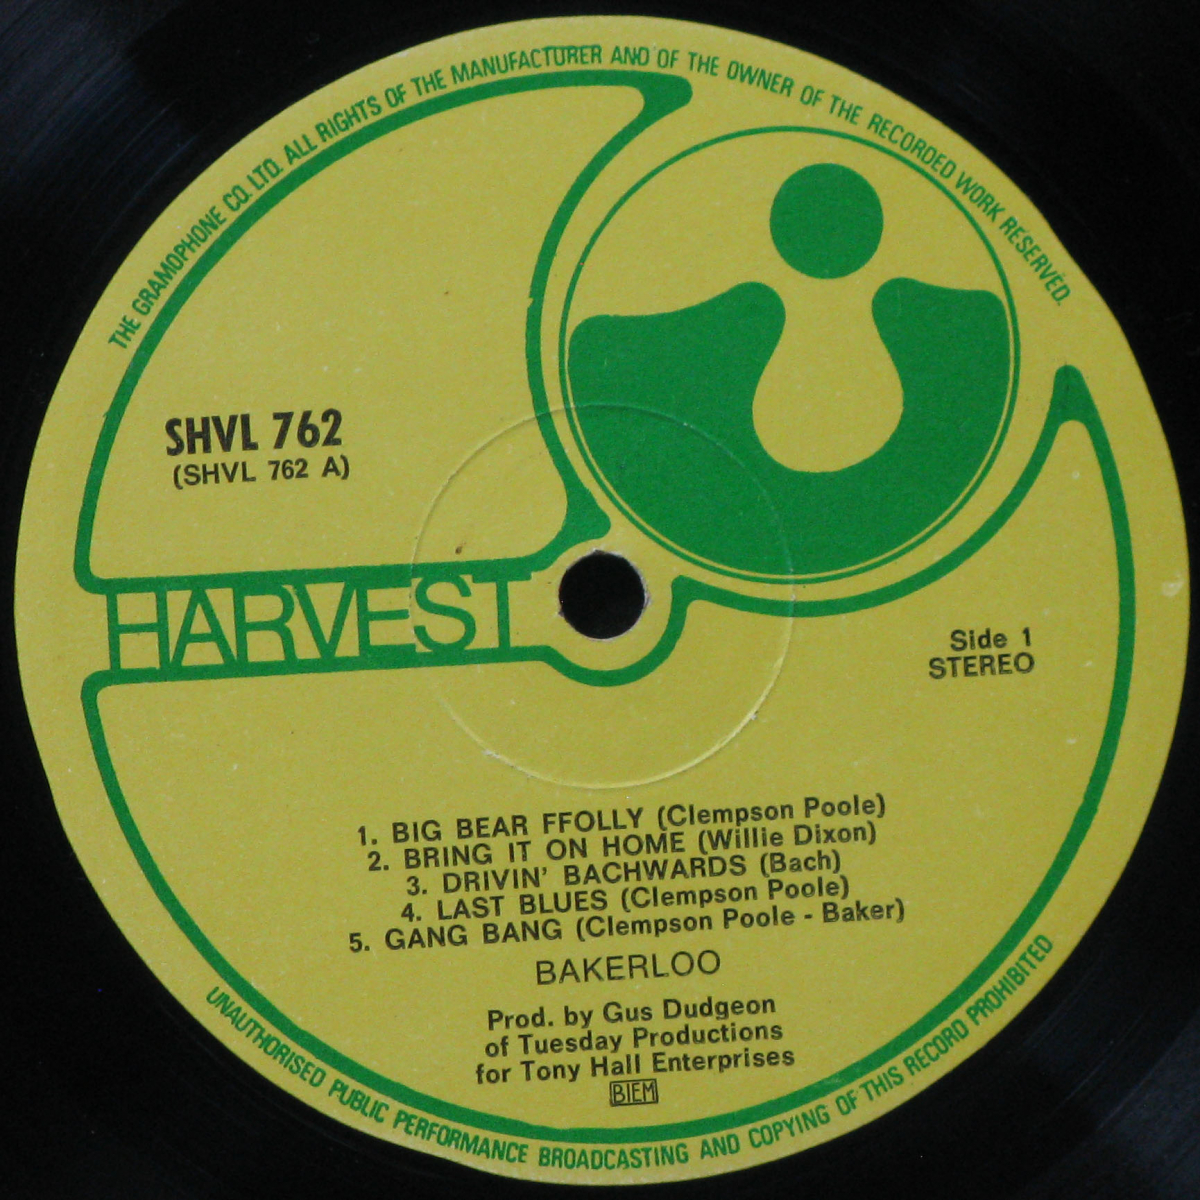 THE GRAMOPHONE CO. LTD. ALL RIGHTS OF THE MANUFACTURER AND OF THE OWNER OF THE RECORDED WORK RESERVED.
SHVL 762
(SHVL 762 A)
HARVEST
Side 1
STEREO
1. BIG BEAR FFOLLY (Clempson Poole)
2. BRING IT ON HOME (Willie Dixon)
3. DRIVIN' BACHWARDS (Bach)
4. LAST BLUES (Clempson Poole)
5. GANG BANG (Clempson Poole - Baker)
BAKERLOO
Prod. by Gus Dudgeon
of Tuesday Productions
for Tony Hall Enterprises
BIEM
UNAUTHORISED PUBLIC PERFORMANCE BROADCASTING AND COPYING OF THIS RECORD PROHIBITED